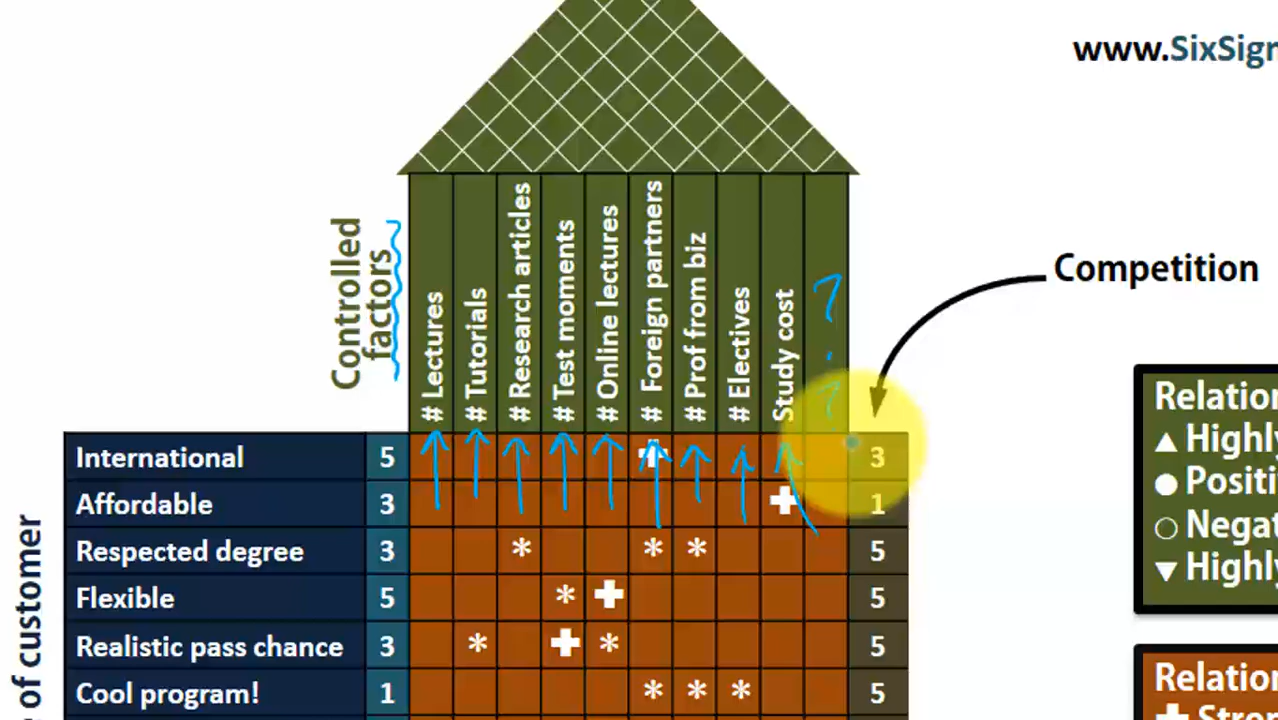 www.SixSigm
Controlled
factors
# Lectures
# Tutorials
# Research articles
# Test moments
# Online lectures
# Foreign partners
# Prof from biz
# Electives
Study cost
?
?
Competition
Relation
▲ Highly
● Positi
○ Negat
▼ Highly
International 5 ✚ 3
Affordable 3 ✚ 1
Respected degree 3 * * * 5
Flexible 5 * ✚ 5
Realistic pass chance 3 * ✚ * 5
Cool program! 1 * * * 5
of customer
Relation
✚ Stron